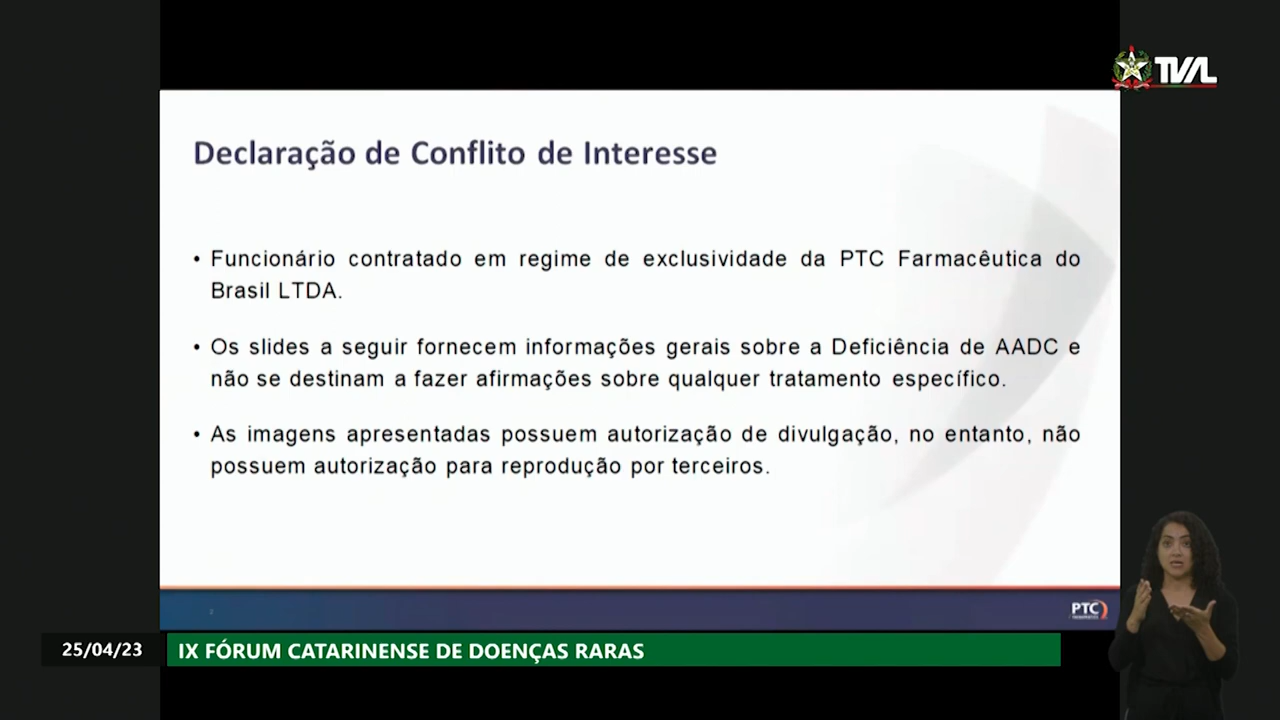 TVAL
Declaração de Conflito de Interesse
• Funcionário contratado em regime de exclusividade da PTC Farmacêutica do
Brasil LTDA.
• Os slides a seguir fornecem informações gerais sobre a Deficiência de AADC e
não se destinam a fazer afirmações sobre qualquer tratamento específico.
• As imagens apresentadas possuem autorização de divulgação, no entanto, não
possuem autorização para reprodução por terceiros.
2
PTC
25/04/23
IX FÓRUM CATARINENSE DE DOENÇAS RARAS